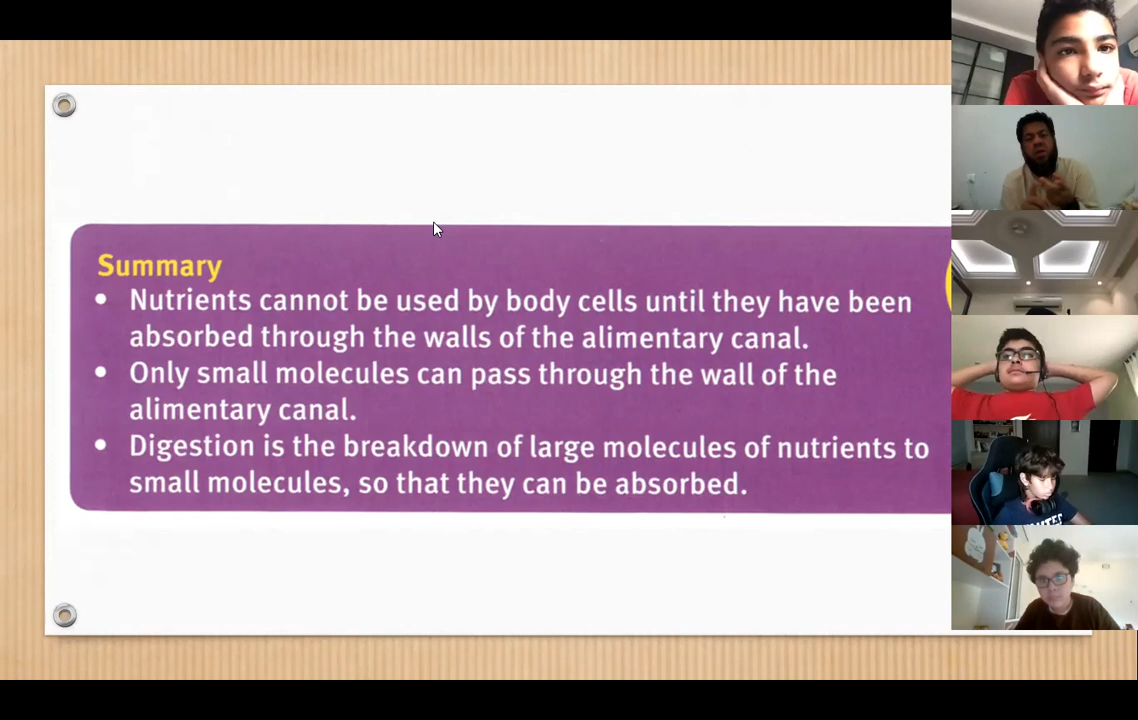 Summary
• Nutrients cannot be used by body cells until they have been
absorbed through the walls of the alimentary canal.
• Only small molecules can pass through the wall of the
alimentary canal.
• Digestion is the breakdown of large molecules of nutrients to
small molecules, so that they can be absorbed.